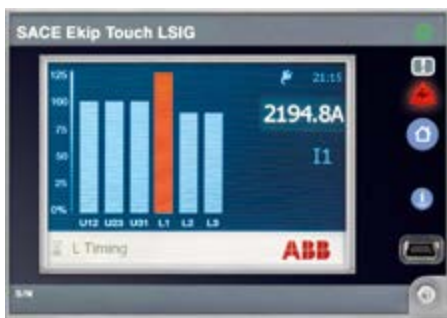 SACE Ekip Touch LSIG
125
21:15
100
2194.8A
75
I1
50
25
0%
U12 U23 U31 L1 L2 L3
L Timing
ABB
S/N